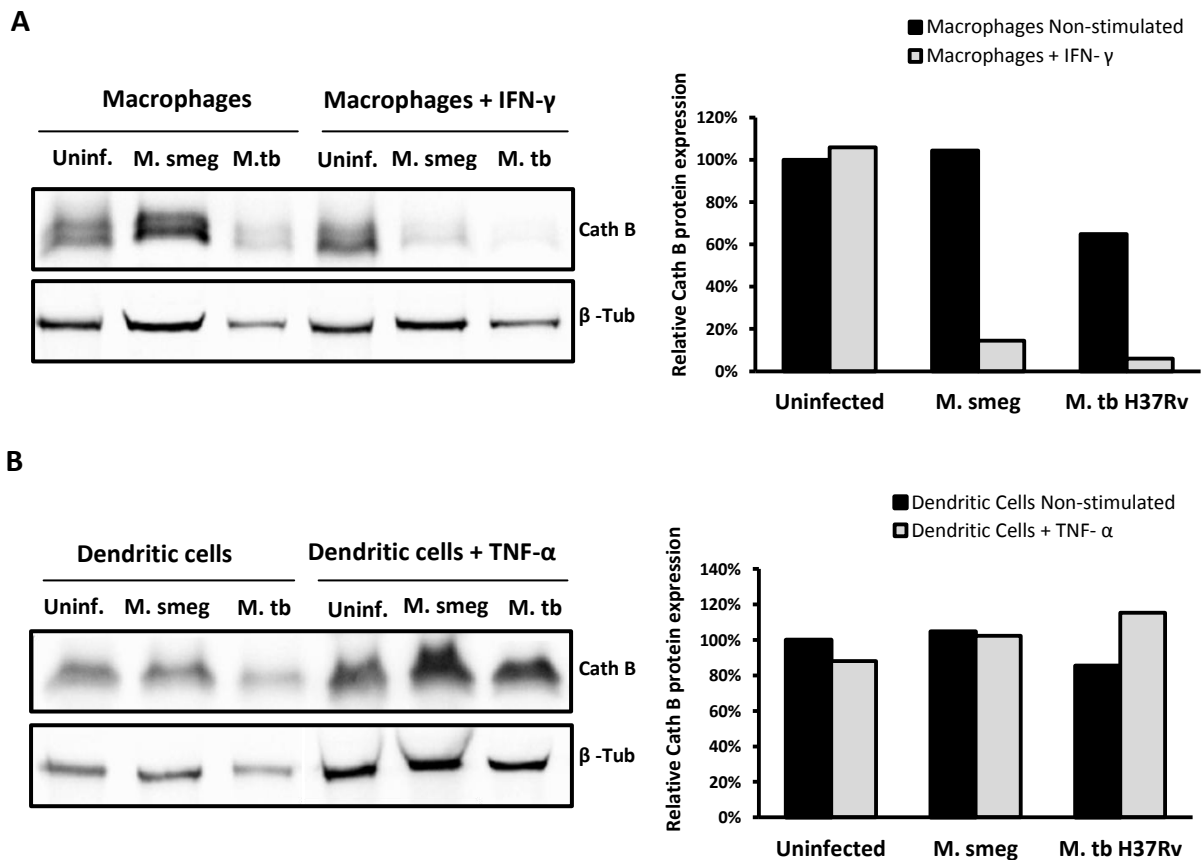 A
Macrophages
Macrophages + IFN-γ
Uninf. M. smeg M.tb Uninf. M. smeg M. tb
Cath B
β -Tub
Macrophages Non-stimulated
Macrophages + IFN- γ
Relative Cath B protein expression
120%
100%
80%
60%
40%
20%
0%
Uninfected M. smeg M. tb H37Rv
B
Dendritic cells
Dendritic cells + TNF-α
Uninf. M. smeg M. tb Uninf. M. smeg M. tb
Cath B
β -Tub
Dendritic Cells Non-stimulated
Dendritic Cells + TNF- α
Relative Cath B protein expression
140%
120%
100%
80%
60%
40%
20%
0%
Uninfected M. smeg M. tb H37Rv